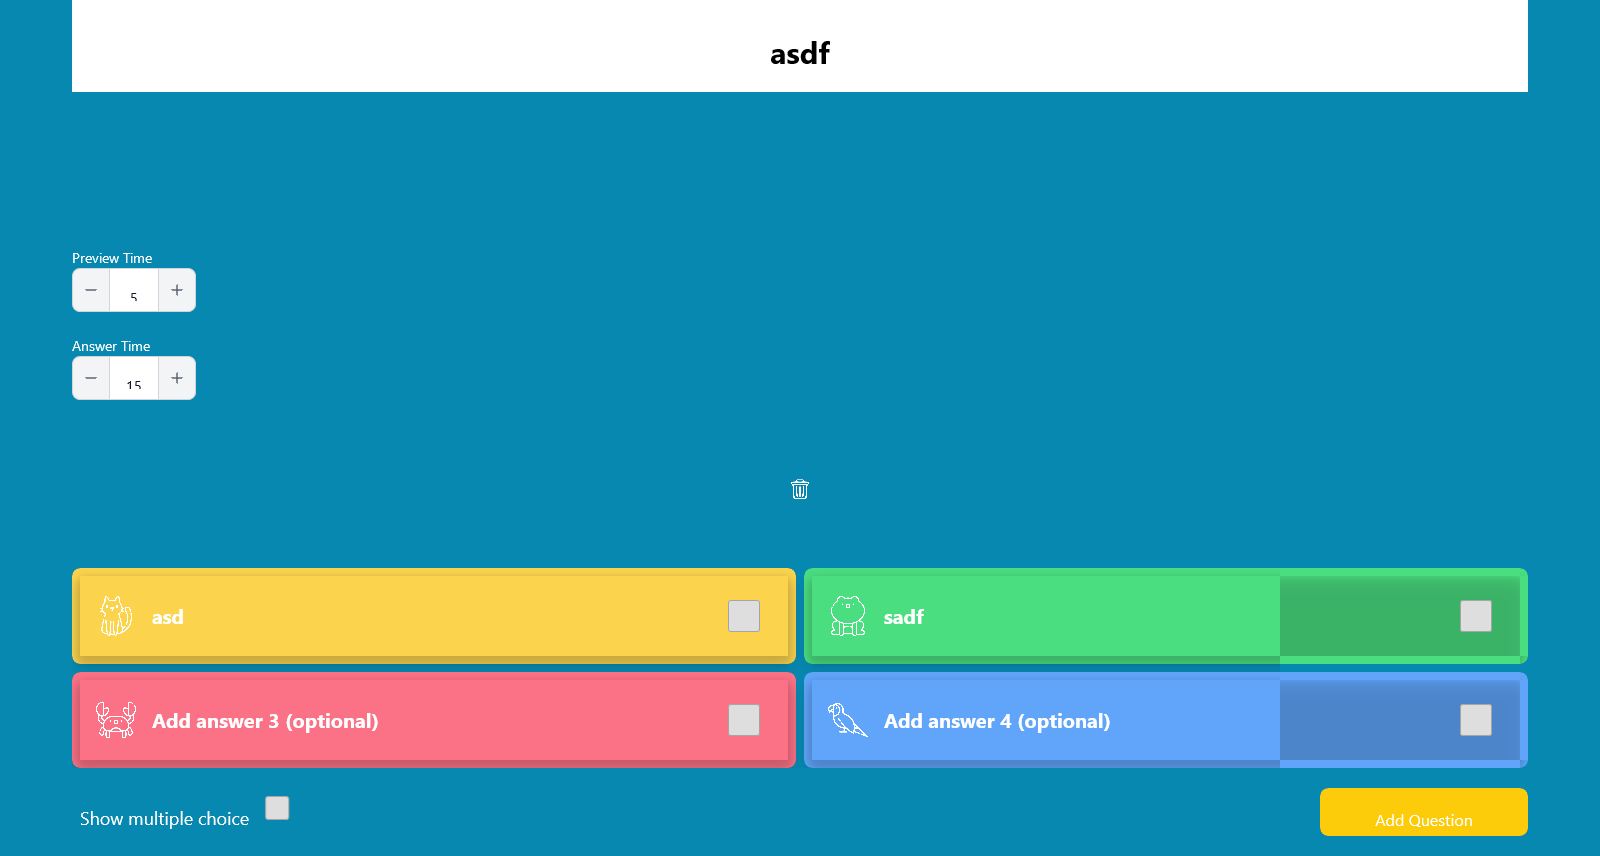 asdf
Preview Time
5
Answer Time
15
asd
sadf
Add answer 3 (optional)
Add answer 4 (optional)
Show multiple choice
Add Question